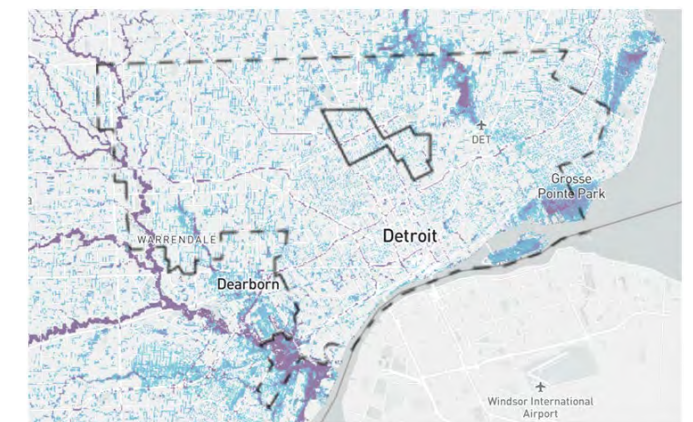 DET
Grosse
Pointe Park
WARRENDALE
Detroit
Dearborn
Windsor International
Airport